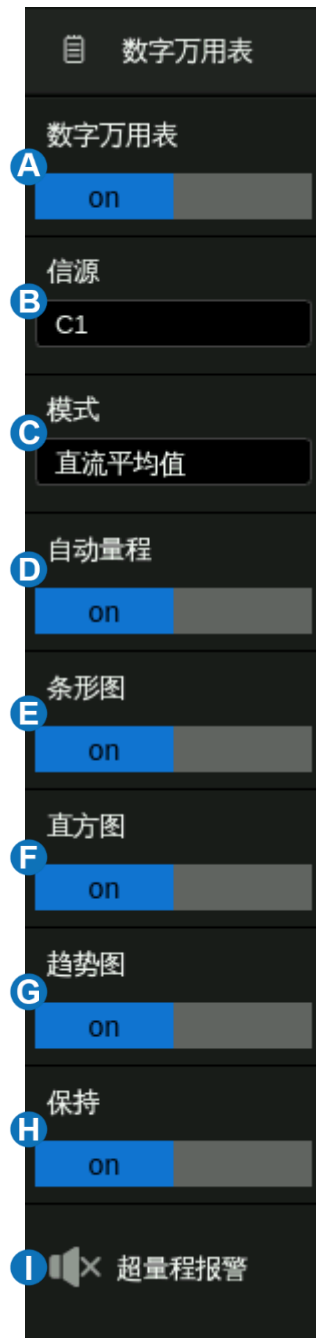 数字万用表
数字万用表
A
on
信源
B
C1
模式
C
直流平均值
自动量程
D
on
条形图
E
on
直方图
F
on
趋势图
G
on
保持
H
on
I 超量程报警